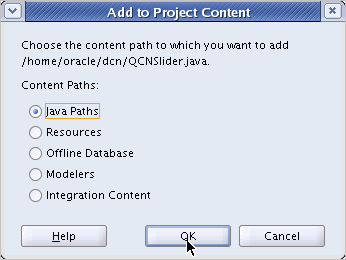 Add to Project Content
Choose the content path to which you want to add
/home/oracle/dcn/QCNSlider.java.
Content Paths:
Java Paths
Resources
Offline Database
Modelers
Integration Content
Help
OK
Cancel